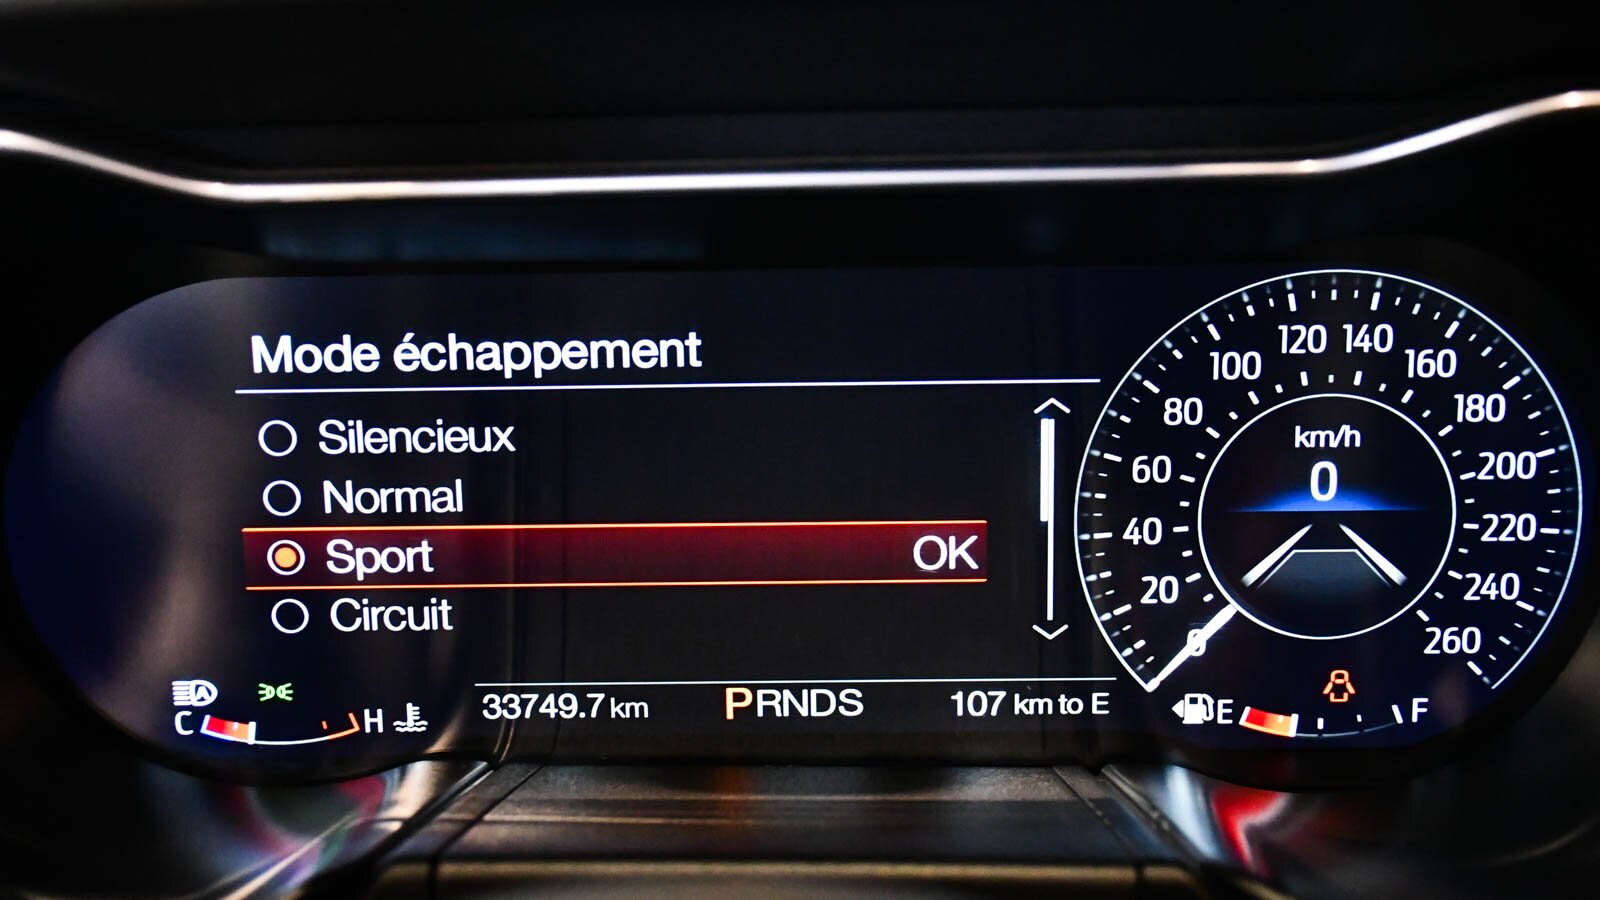 Mode échappement
Silencieux
Normal
Sport OK
Circuit
120 140
100 160
80 180
km/h
60 200
0
40 220
20 240
0 260
A
33749.7 km PRNDS 107 km to E
C H E F